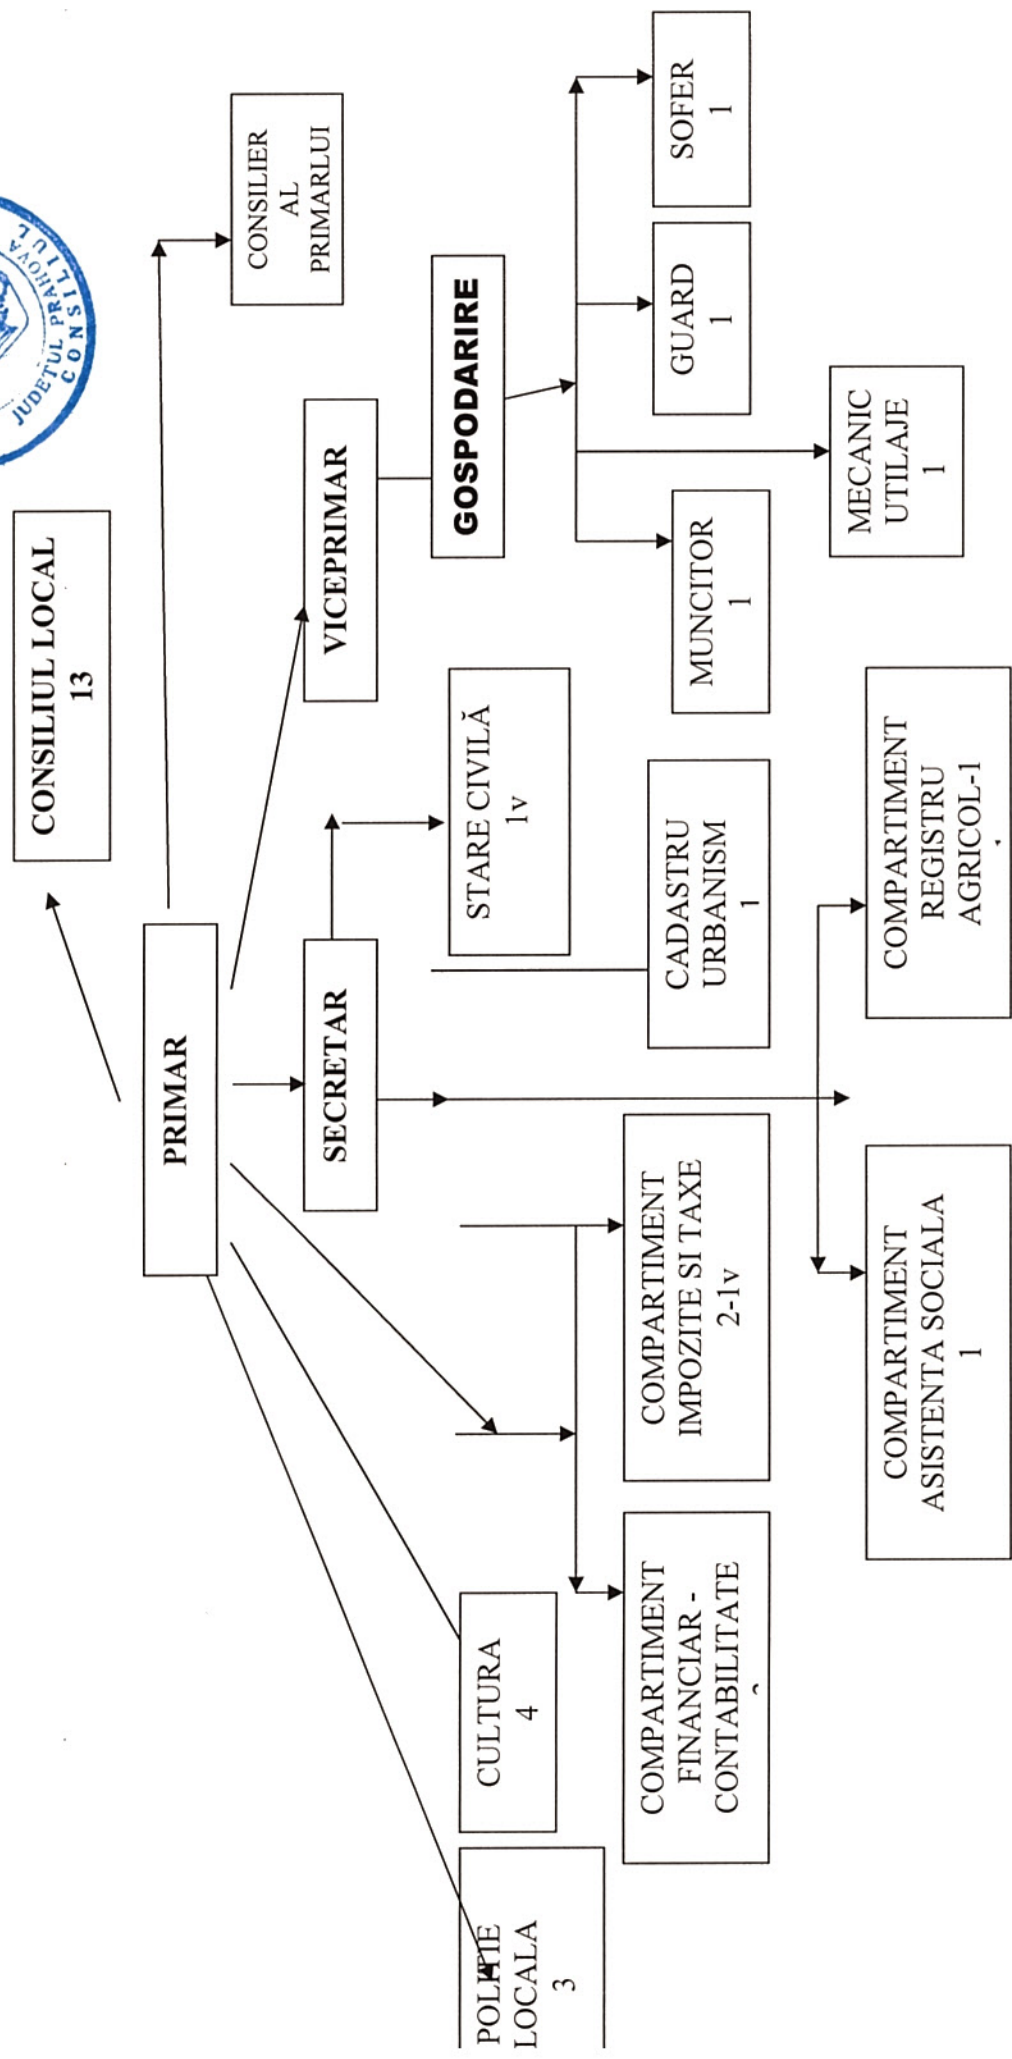 JUDETUL PRAHOVA
CONSILIUL
CONSILIUL LOCAL
13
PRIMAR
CONSILIER
AL
PRIMARLUI
SECRETAR
VICEPRIMAR
GOSPODARIRE
STARE CIVILĂ
1v
POLITIE
LOCALA
3
CULTURA
4
COMPARTIMENT
FINANCIAR -
CONTABILITATE
COMPARTIMENT
IMPOZITE SI TAXE
2-1v
CADASTRU
URBANISM
1
MUNCITOR
1
GUARD
1
SOFER
1
MECANIC
UTILAJE
1
COMPARTIMENT
ASISTENTA SOCIALA
1
COMPARTIMENT
REGISTRU
AGRICOL-1